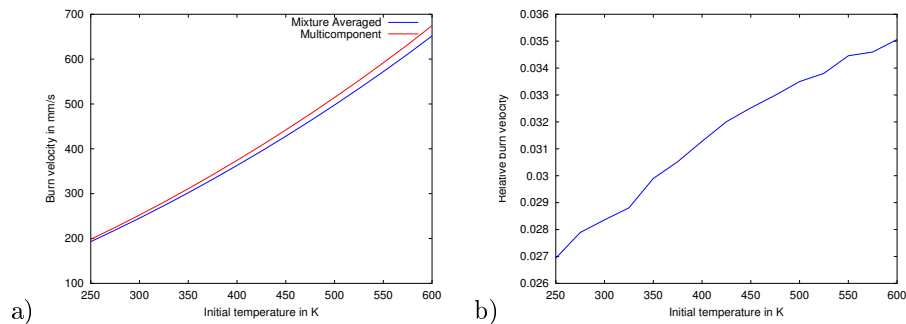 700
600
500
400
300
200
100
250 300 350 400 450 500 550 600
Burn velocity in mm/s
Initial temperature in K
Mixture Averaged
Multicomponent
a)
0.036
0.035
0.034
0.033
0.032
0.031
0.03
0.029
0.028
0.027
0.026
250 300 350 400 450 500 550 600
Relative burn velocity
Initial temperature in K
b)